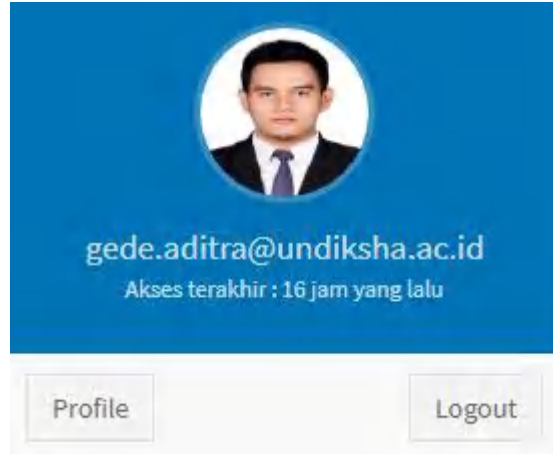 gede.aditra@undiksha.ac.id
Akses terakhir : 16 jam yang lalu
Profile
Logout